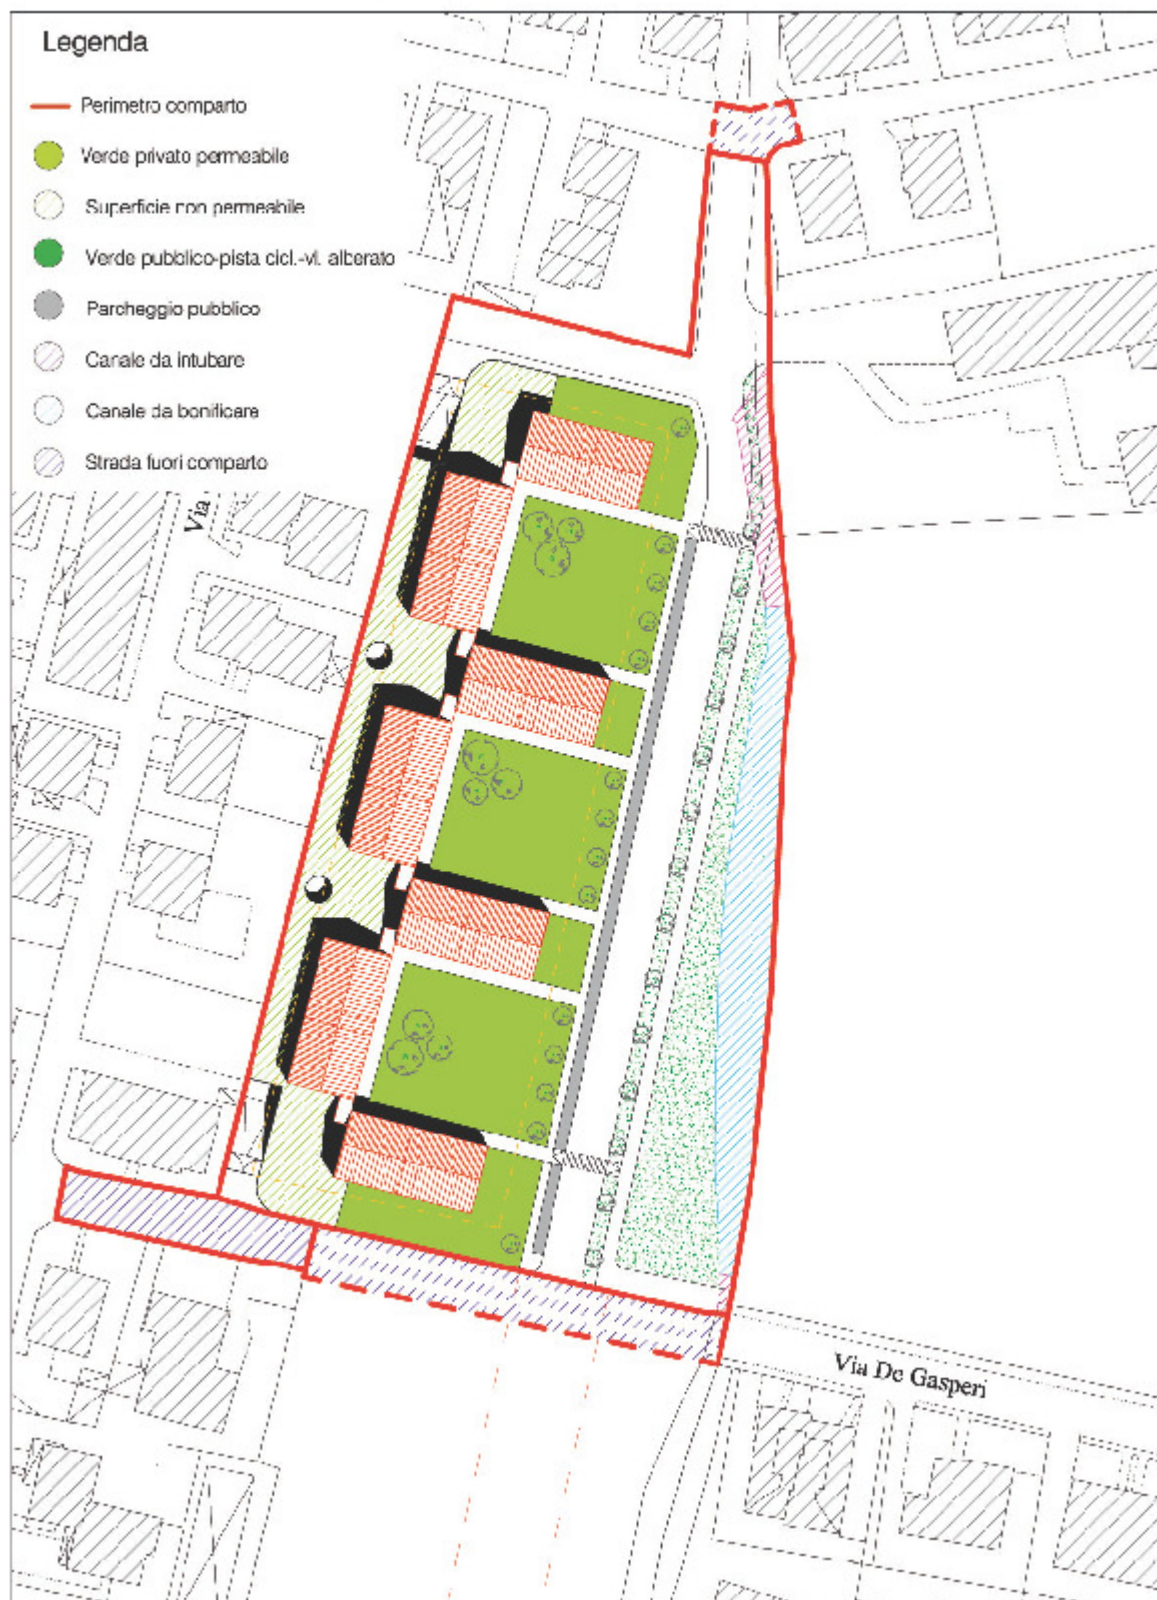 Legenda
Perimetro comparto
Verde privato permeabile
Superficie non permeabile
Verde pubblico-pista cicl.-vl. alberato
Parcheggio pubblico
Canale da intubare
Canale da bonificare
Strada fuori comparto
Via
Via De Gasperi